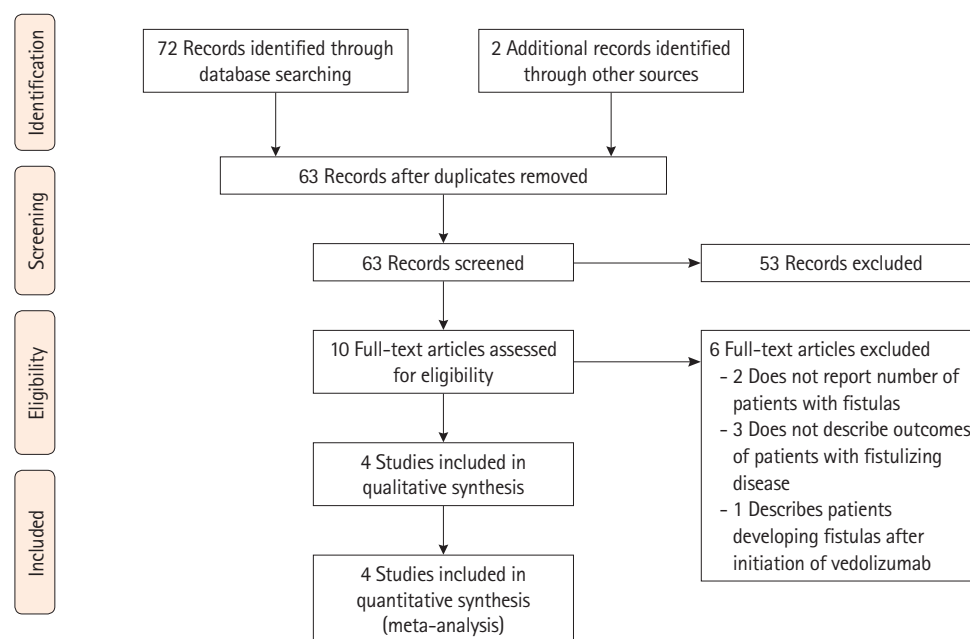 Identification
72 Records identified through
database searching
2 Additional records identified
through other sources
63 Records after duplicates removed
Screening
63 Records screened
53 Records excluded
Eligibility
10 Full-text articles assessed
for eligibility
6 Full-text articles excluded
- 2 Does not report number of
patients with fistulas
- 3 Does not describe outcomes
of patients with fistulizing
disease
- 1 Describes patients
developing fistulas after
initiation of vedolizumab
Included
4 Studies included in
qualitative synthesis
4 Studies included in
quantitative synthesis
(meta-analysis)